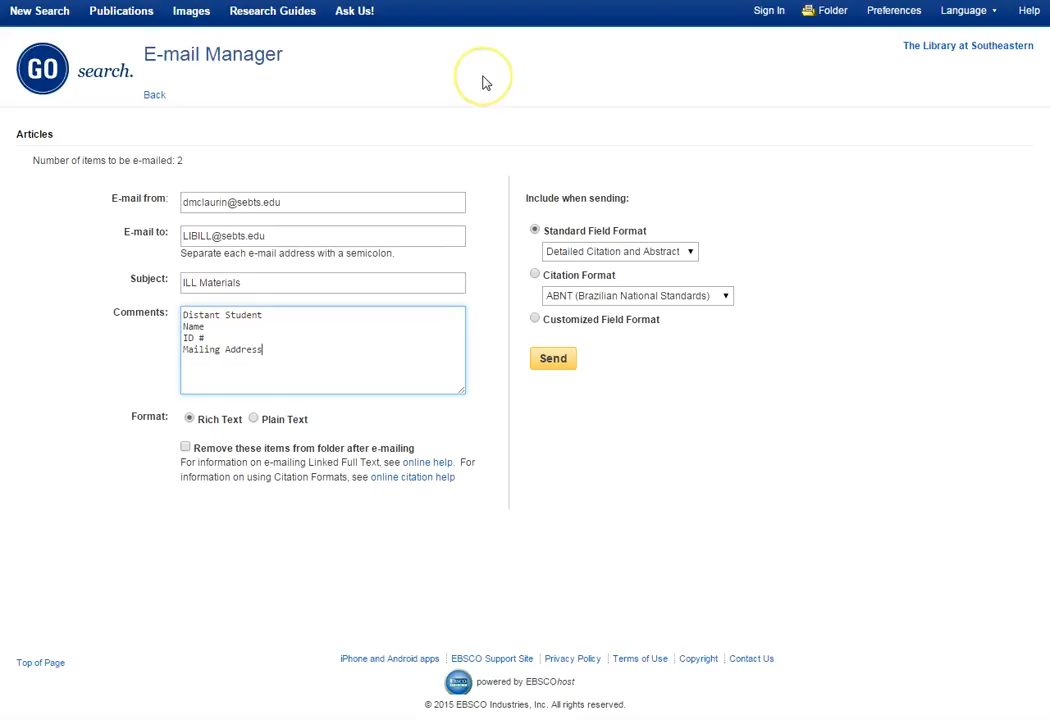 New Search Publications Images Research Guides Ask Us! Sign In Folder Preferences Language Help
GO search. E-mail Manager The Library at Southeastern
Back
Articles
Number of items to be e-mailed: 2
E-mail from: dmclaurin@sebts.edu
E-mail to: LIBILL@sebts.edu
Separate each e-mail address with a semicolon.
Subject: ILL Materials
Comments: Distant Student
Name
ID #
Mailing Address
Format: Rich Text Plain Text
Remove these items from folder after e-mailing
For information on e-mailing Linked Full Text, see online help. For
information on using Citation Formats, see online citation help
Include when sending:
Standard Field Format
Detailed Citation and Abstract
Citation Format
ABNT (Brazilian National Standards)
Customized Field Format
Send
Top of Page
iPhone and Android apps EBSCO Support Site Privacy Policy Terms of Use Copyright Contact Us
EBSCO powered by EBSCOhost
© 2015 EBSCO Industries, Inc. All rights reserved.